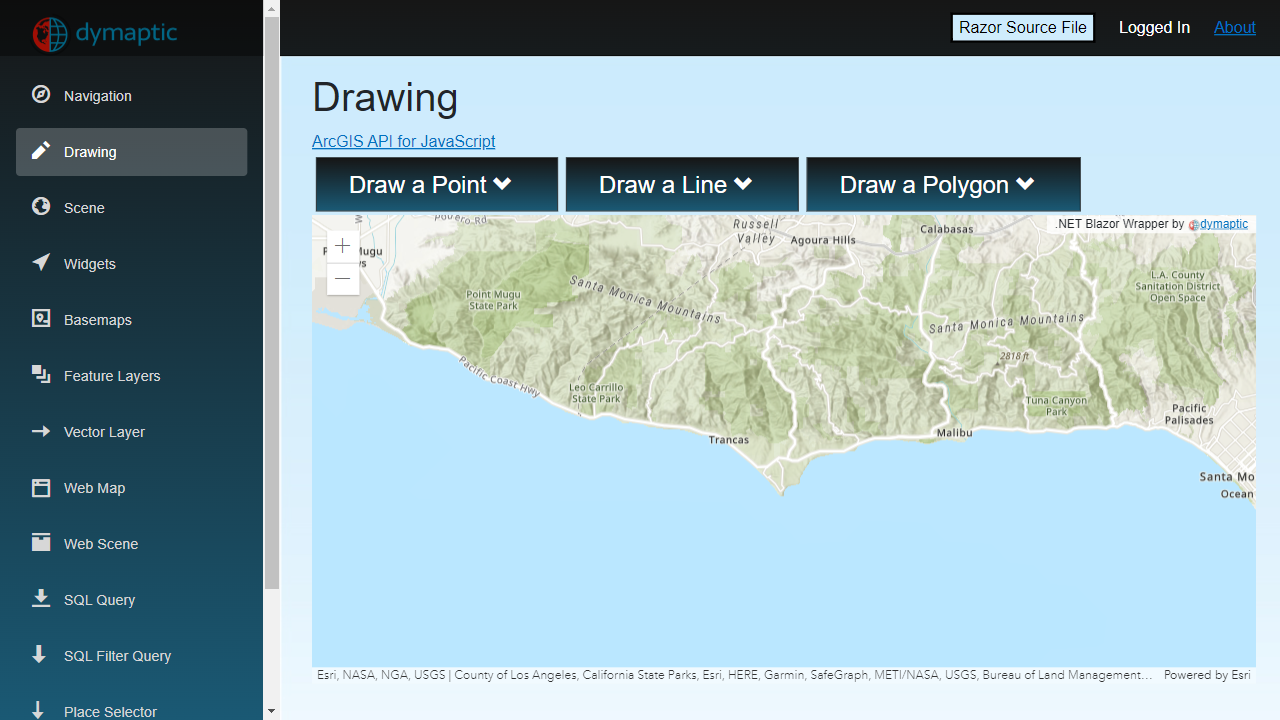 dymaptic
Razor Source File
Logged In
About
Navigation
Drawing
Scene
Widgets
Basemaps
Feature Layers
Vector Layer
Web Map
Web Scene
SQL Query
SQL Filter Query
Place Selector
Drawing
ArcGIS API for JavaScript
Draw a Point
Draw a Line
Draw a Polygon
.NET Blazor Wrapper by dymaptic
Russell
Valley
Agoura Hills
Calabasas
L.A. County
Sanitation District
Open Space
Point Mugu
State Park
Santa Monica Mountains
Santa Monica Mountains
2818 ft
Pacific Coast Hwy
Leo Carrillo
State Park
Tuna Canyon
Park
Pacific
Palisades
Trancas
Malibu
Santa Mo
Ocean
Esri, NASA, NGA, USGS | County of Los Angeles, California State Parks, Esri, HERE, Garmin, SafeGraph, METI/NASA, USGS, Bureau of Land Management...
Powered by Esri